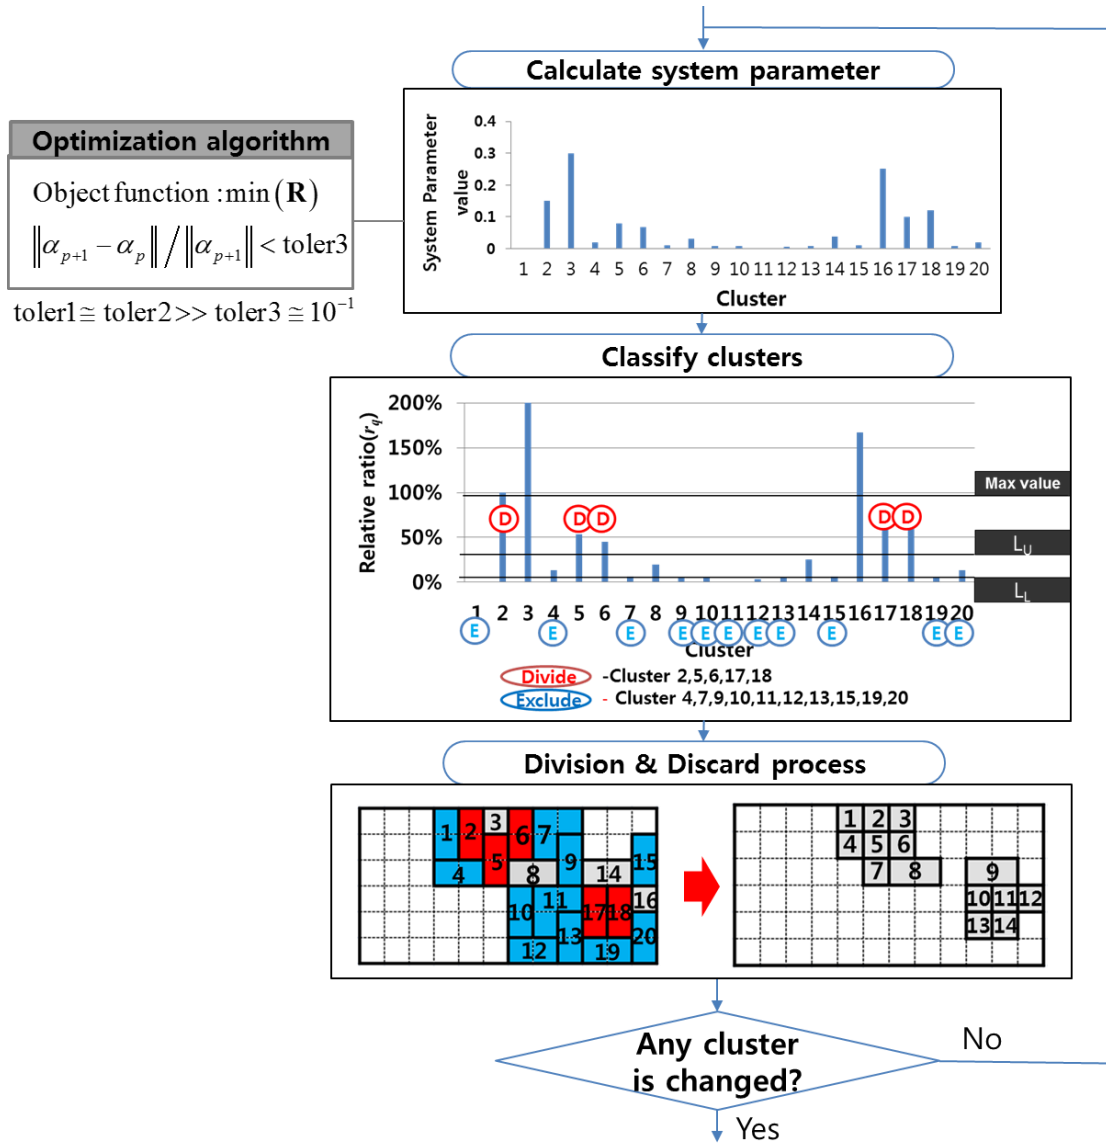 Calculate system parameter
Optimization algorithm
Object function : min(R)
‖α_{p+1} − α_p‖ / ‖α_{p+1}‖ < toler3
toler1 ≅ toler2 >> toler3 ≅ 10^{-1}
System Parameter
value
0.4
0.3
0.2
0.1
0
1 2 3 4 5 6 7 8 9 10 11 12 13 14 15 16 17 18 19 20
Cluster
Classify clusters
Relative ratio(r_q)
200%
150%
100%
50%
0%
Max value
L_U
L_L
D D D D D
1 2 3 4 5 6 7 8 9 10 11 12 13 14 15 16 17 18 19 20
E E E E E E E E E E E
Cluster
Divide -Cluster 2,5,6,17,18
Exclude - Cluster 4,7,9,10,11,12,13,15,19,20
Division & Discard process
1 2 3 6 7
4 5 8 9 14 15
10 11 17 18 16
12 13 19 20
1 2 3
4 5 6
7 8 9
10 11 12
13 14
Any cluster
is changed?
No
Yes